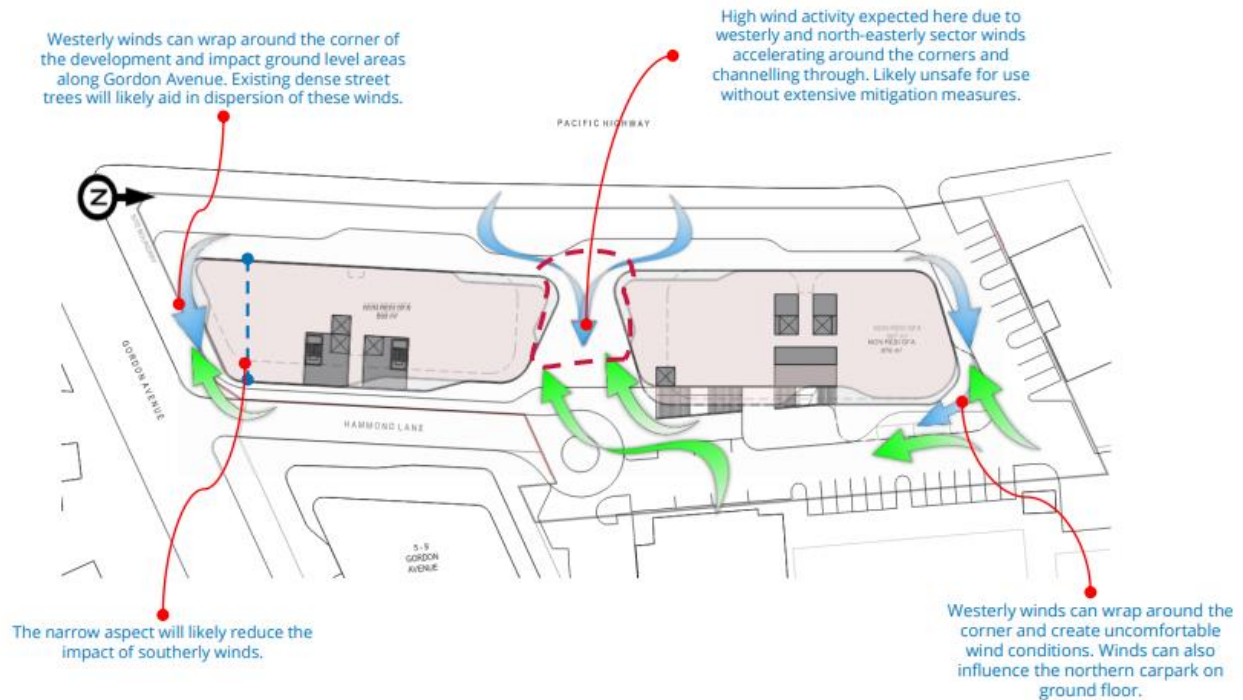 Westerly winds can wrap around the corner of
the development and impact ground level areas
along Gordon Avenue. Existing dense street
trees will likely aid in dispersion of these winds.
High wind activity expected here due to
westerly and north-easterly sector winds
accelerating around the corners and
channelling through. Likely unsafe for use
without extensive mitigation measures.
PACIFIC HIGHWAY
N
GORDON AVENUE
HAMMOND LANE
5 - 9
GORDON
AVENUE
The narrow aspect will likely reduce the
impact of southerly winds.
Westerly winds can wrap around the
corner and create uncomfortable
wind conditions. Winds can also
influence the northern carpark on
ground floor.